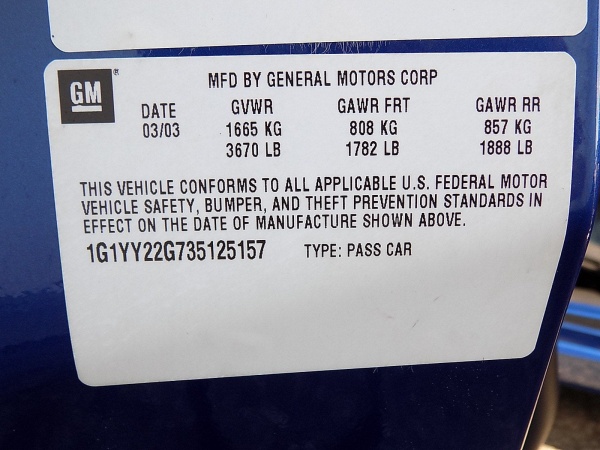 GM ®
MFD BY GENERAL MOTORS CORP
DATE GVWR GAWR FRT GAWR RR
03/03 1665 KG 808 KG 857 KG
3670 LB 1782 LB 1888 LB
THIS VEHICLE CONFORMS TO ALL APPLICABLE U.S. FEDERAL MOTOR
VEHICLE SAFETY, BUMPER, AND THEFT PREVENTION STANDARDS IN
EFFECT ON THE DATE OF MANUFACTURE SHOWN ABOVE.
1G1YY22G735125157 TYPE: PASS CAR